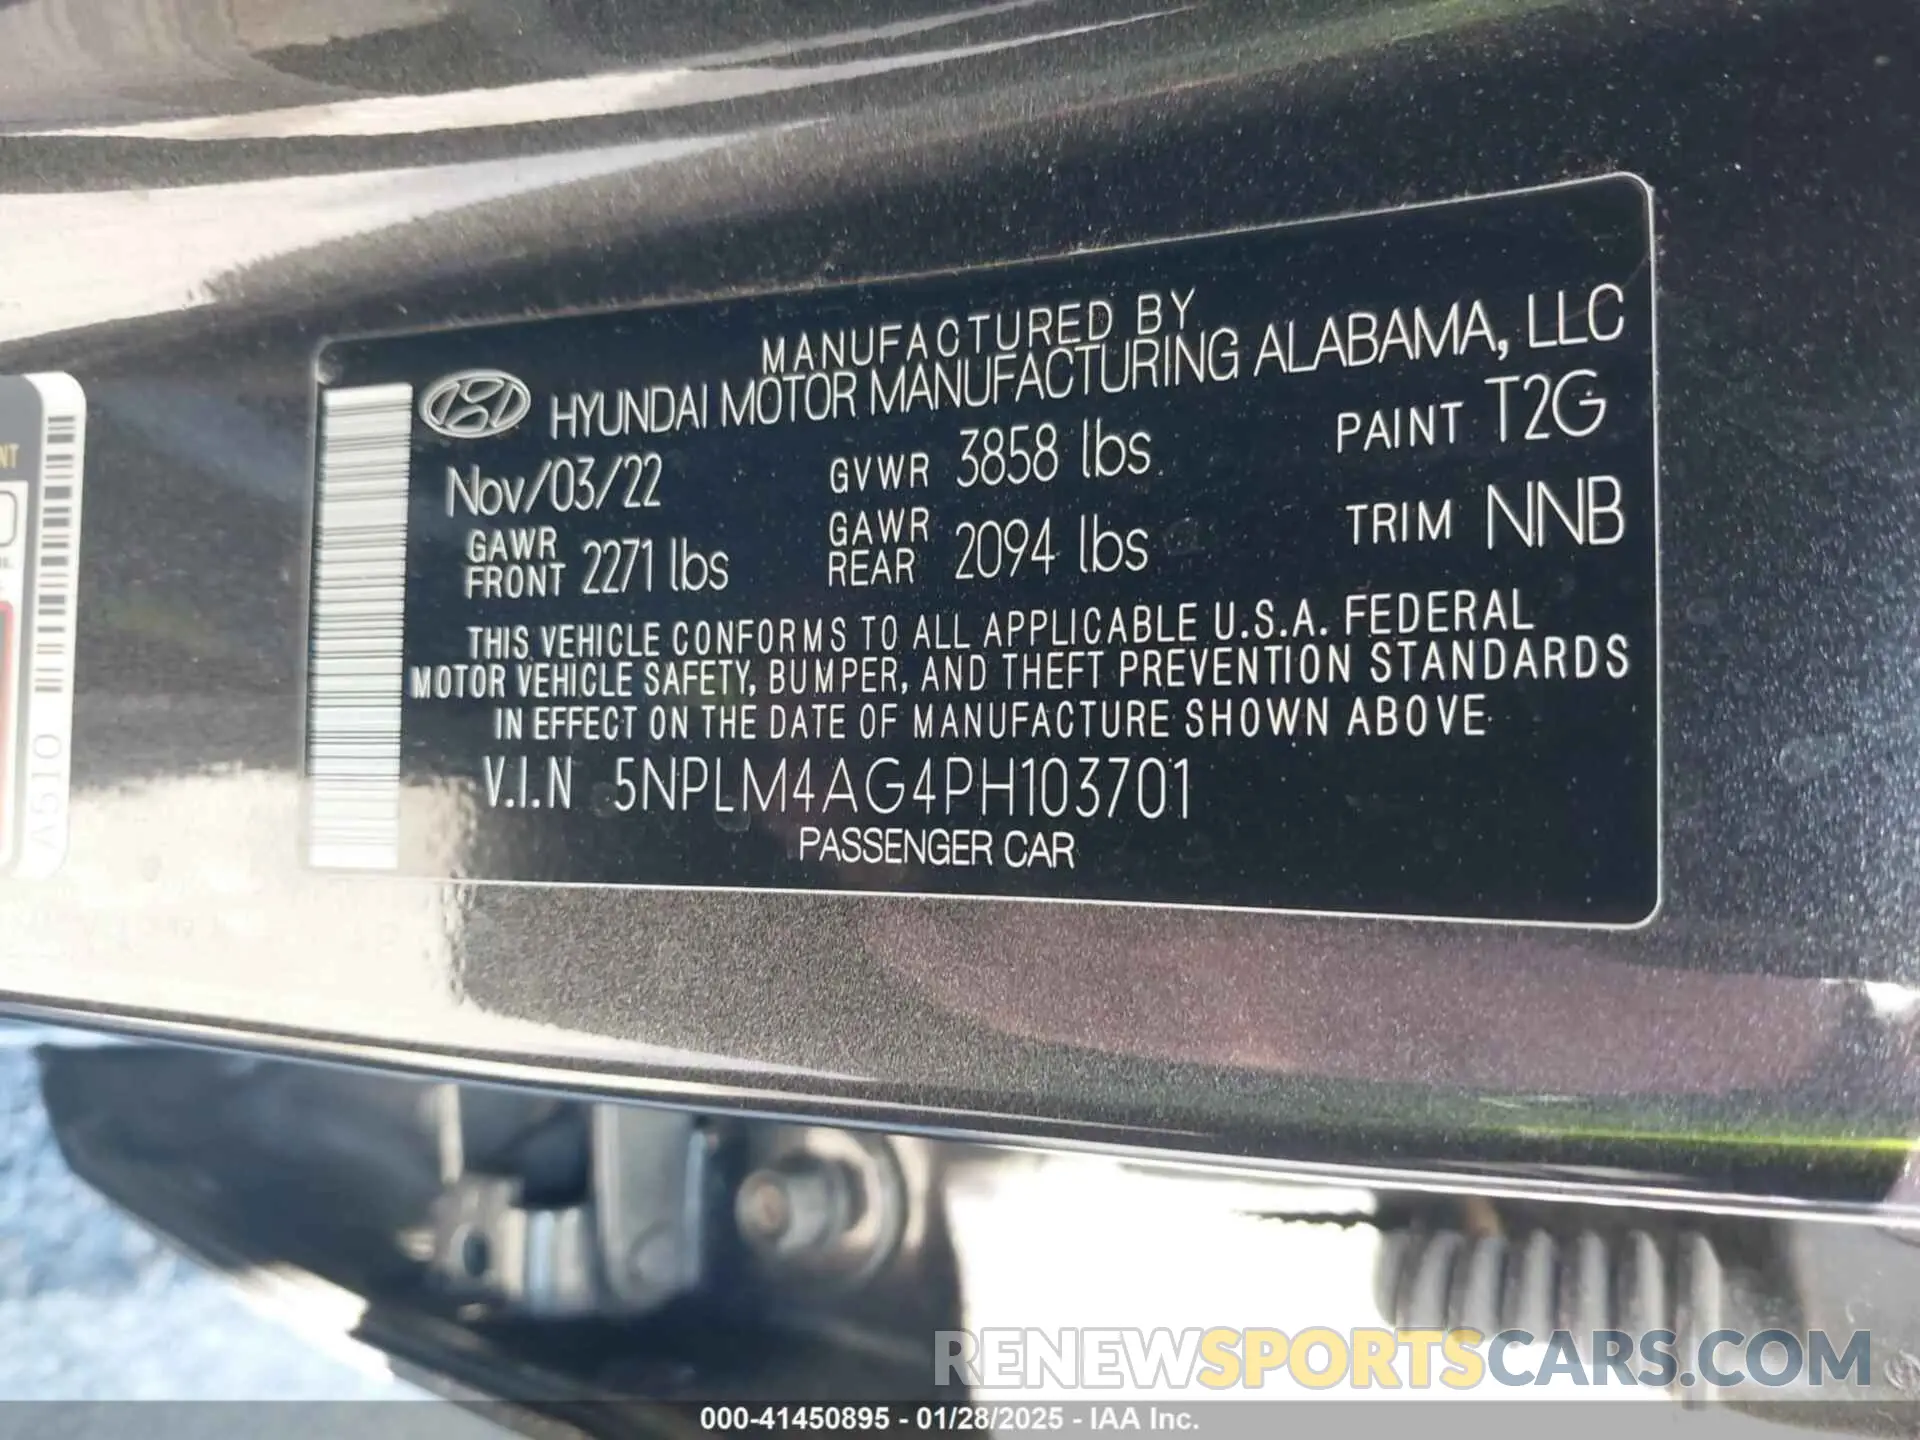 MANUFACTURED BY
HYUNDAI MOTOR MANUFACTURING ALABAMA, LLC
Nov/03/22 GVWR 3858 lbs PAINT T2G
GAWR FRONT 2271 lbs GAWR REAR 2094 lbs TRIM NNB
THIS VEHICLE CONFORMS TO ALL APPLICABLE U.S.A. FEDERAL
MOTOR VEHICLE SAFETY, BUMPER, AND THEFT PREVENTION STANDARDS
IN EFFECT ON THE DATE OF MANUFACTURE SHOWN ABOVE
V.I.N 5NPLM4AG4PH103701
PASSENGER CAR
A510
RENEWSPORTSCARS.COM
000-41450895 - 01/28/2025 - IAA Inc.